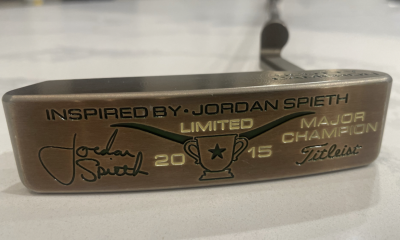 INSPIRED BY • JORDAN SPIETH
Jordan
Spieth
LIMITED
20 15
MAJOR
CHAMPION
Titleist